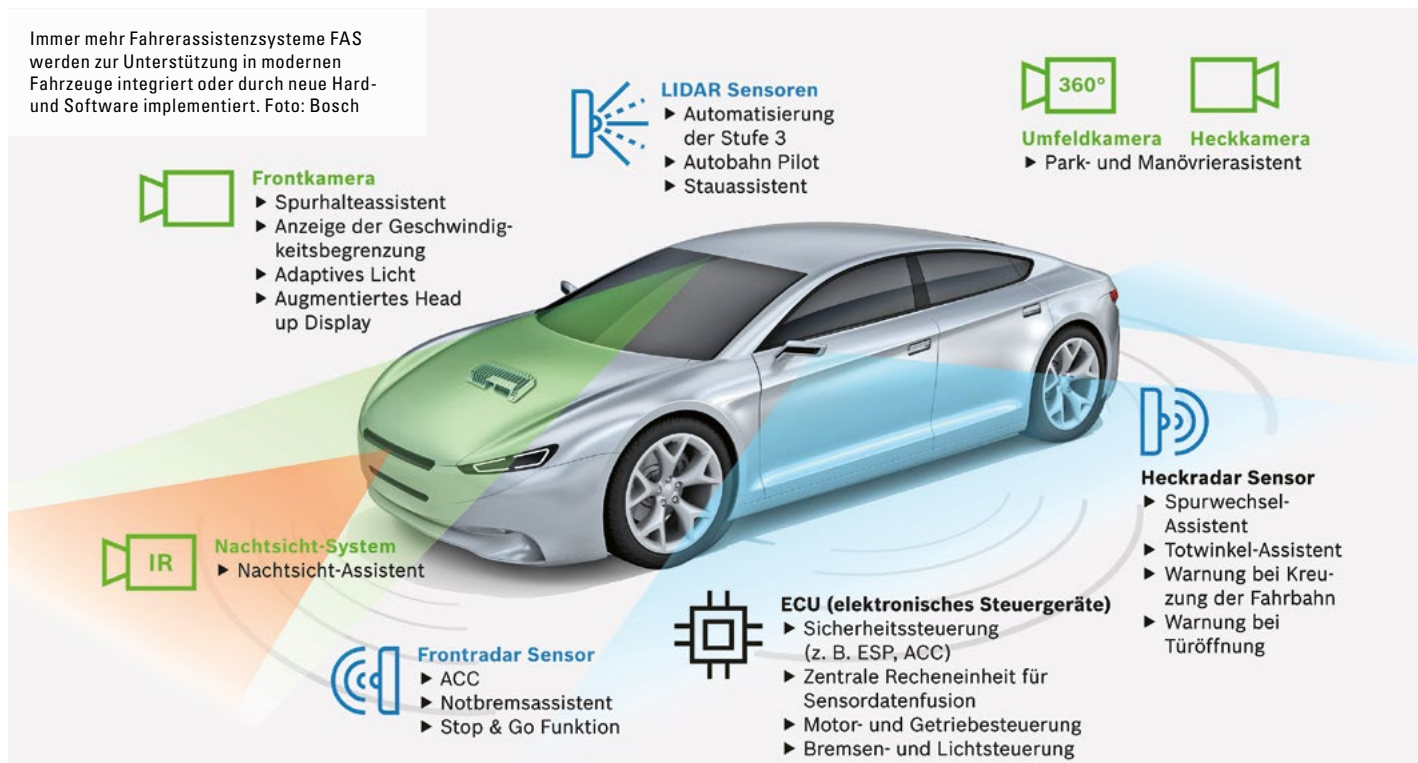 Immer mehr Fahrerassistenzsysteme FAS
werden zur Unterstützung in modernen
Fahrzeuge integriert oder durch neue Hard-
und Software implementiert. Foto: Bosch
LIDAR Sensoren
▶ Automatisierung
der Stufe 3
▶ Autobahn Pilot
▶ Stauassistent
360°
Umfeldkamera Heckkamera
▶ Park- und Manövrierasistent
Frontkamera
▶ Spurhalteassistent
▶ Anzeige der Geschwindig-
keitsbegrenzung
▶ Adaptives Licht
▶ Augmentiertes Head
up Display
Heckradar Sensor
▶ Spurwechsel-
Assistent
▶ Totwinkel-Assistent
▶ Warnung bei Kreu-
zung der Fahrbahn
▶ Warnung bei
Türöffnung
IR
Nachtsicht-System
▶ Nachtsicht-Assistent
Frontradar Sensor
▶ ACC
▶ Notbremsassistent
▶ Stop & Go Funktion
ECU (elektronisches Steuergeräte)
▶ Sicherheitssteuerung
(z. B. ESP, ACC)
▶ Zentrale Recheneinheit für
Sensordatenfusion
▶ Motor- und Getriebesteuerung
▶ Bremsen- und Lichtsteuerung